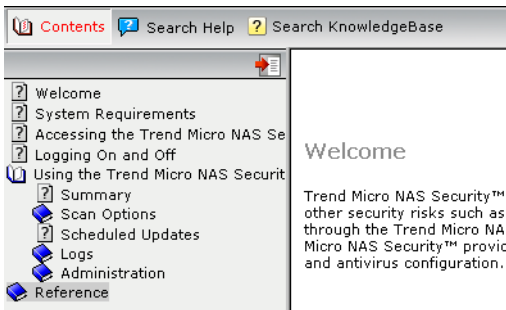 Contents Search Help Search KnowledgeBase
Welcome
System Requirements
Accessing the Trend Micro NAS Se
Logging On and Off
Using the Trend Micro NAS Securit
Summary
Scan Options
Scheduled Updates
Logs
Administration
Reference
Welcome
Trend Micro NAS Security™
other security risks such as
through the Trend Micro NA
Micro NAS Security™ provid
and antivirus configuration.